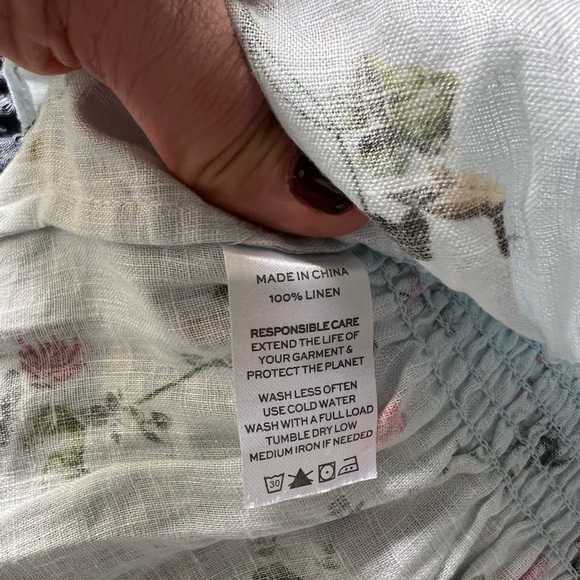 MADE IN CHINA
100% LINEN
RESPONSIBLE CARE
EXTEND THE LIFE OF
YOUR GARMENT &
PROTECT THE PLANET
WASH LESS OFTEN
USE COLD WATER
WASH WITH A FULL LOAD
TUMBLE DRY LOW
MEDIUM IRON IF NEEDED
30